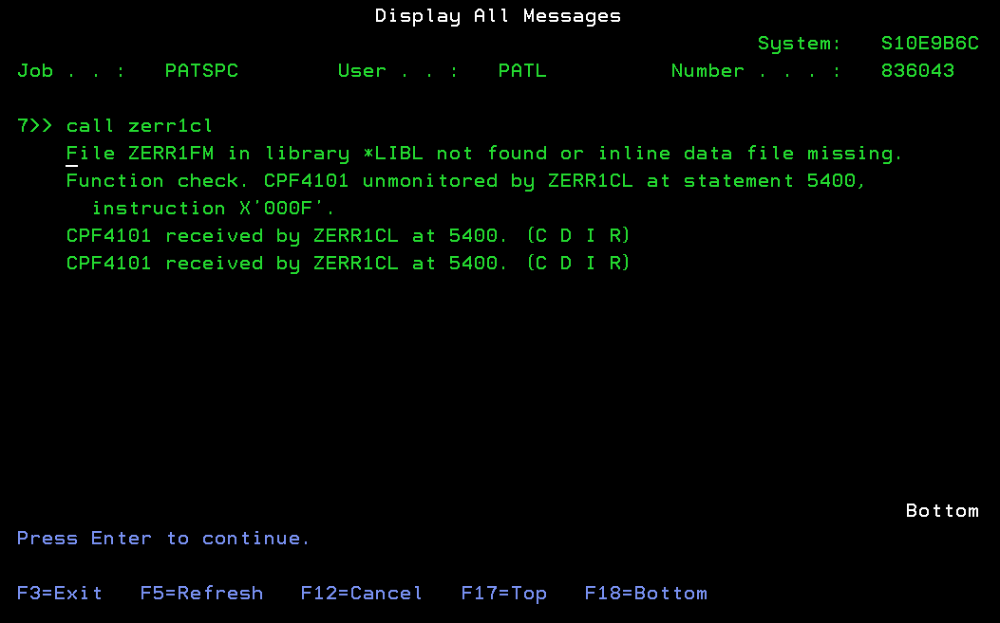 Display All Messages
System:   S10E9B6C
Job . . :   PATSPC        User . . :   PATL          Number . . . :   836043
7>> call zerr1cl
File ZERR1FM in library *LIBL not found or inline data file missing.
Function check. CPF4101 unmonitored by ZERR1CL at statement 5400,
instruction X'000F'.
CPF4101 received by ZERR1CL at 5400. (C D I R)
CPF4101 received by ZERR1CL at 5400. (C D I R)
Bottom
Press Enter to continue.
F3=Exit   F5=Refresh   F12=Cancel   F17=Top   F18=Bottom